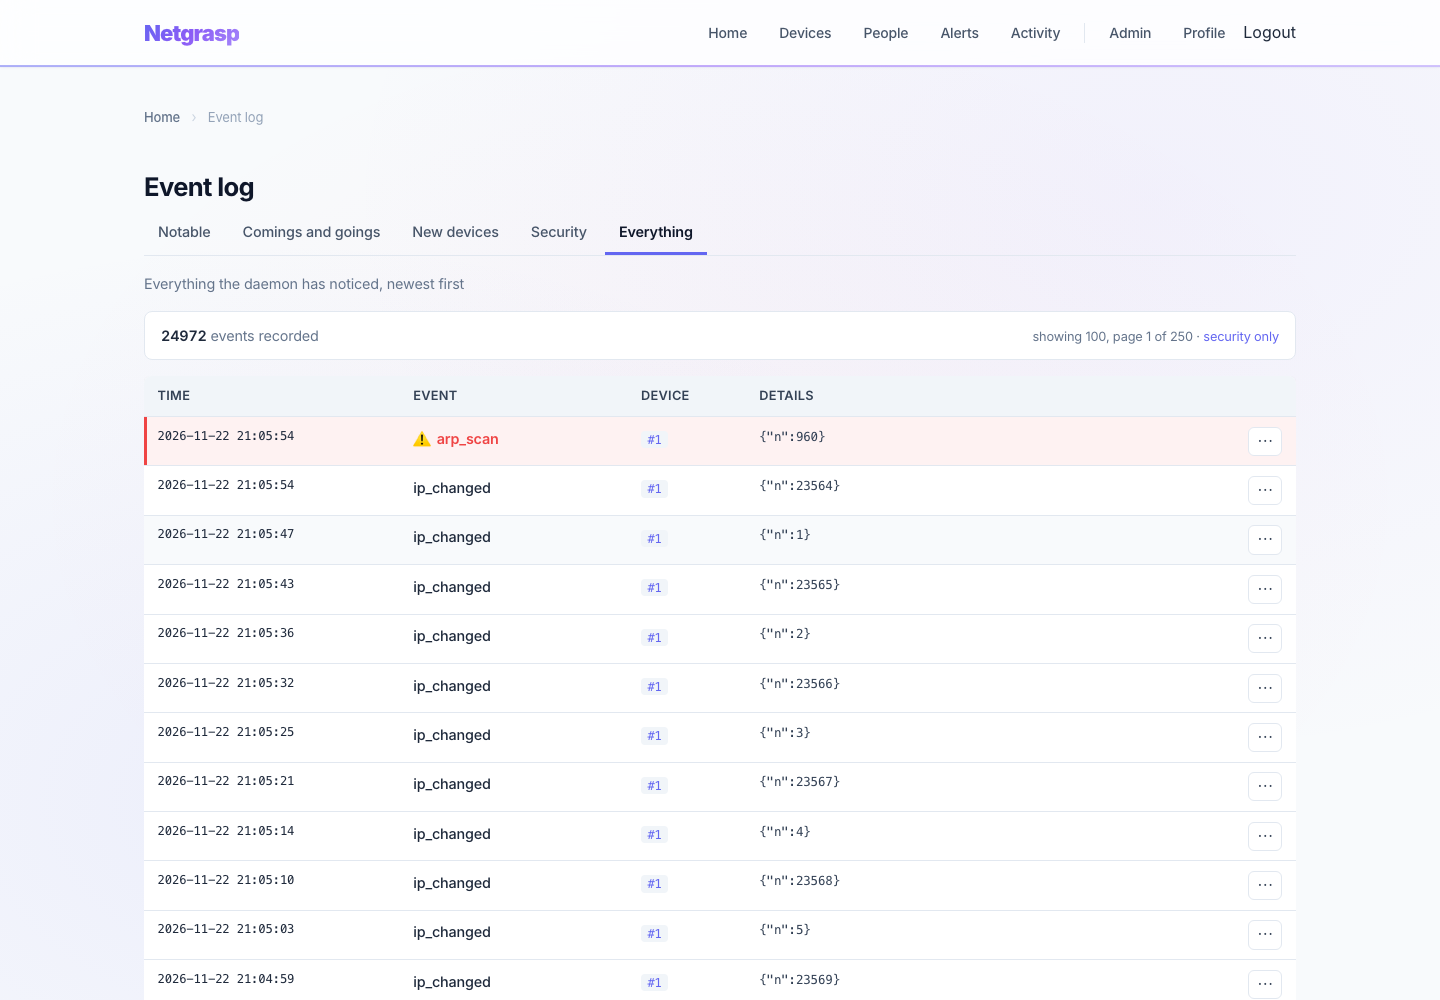 Netgrasp
Home Devices People Alerts Activity Admin Profile Logout
Home › Event log
Event log
Notable Comings and goings New devices Security Everything
Everything the daemon has noticed, newest first
24972 events recorded showing 100, page 1 of 250 · security only
TIME EVENT DEVICE DETAILS
2026-11-22 21:05:54 ⚠️ arp_scan #1 {"n":960} ...
2026-11-22 21:05:54 ip_changed #1 {"n":23564} ...
2026-11-22 21:05:47 ip_changed #1 {"n":1} ...
2026-11-22 21:05:43 ip_changed #1 {"n":23565} ...
2026-11-22 21:05:36 ip_changed #1 {"n":2} ...
2026-11-22 21:05:32 ip_changed #1 {"n":23566} ...
2026-11-22 21:05:25 ip_changed #1 {"n":3} ...
2026-11-22 21:05:21 ip_changed #1 {"n":23567} ...
2026-11-22 21:05:14 ip_changed #1 {"n":4} ...
2026-11-22 21:05:10 ip_changed #1 {"n":23568} ...
2026-11-22 21:05:03 ip_changed #1 {"n":5} ...
2026-11-22 21:04:59 ip_changed #1 {"n":23569} ...